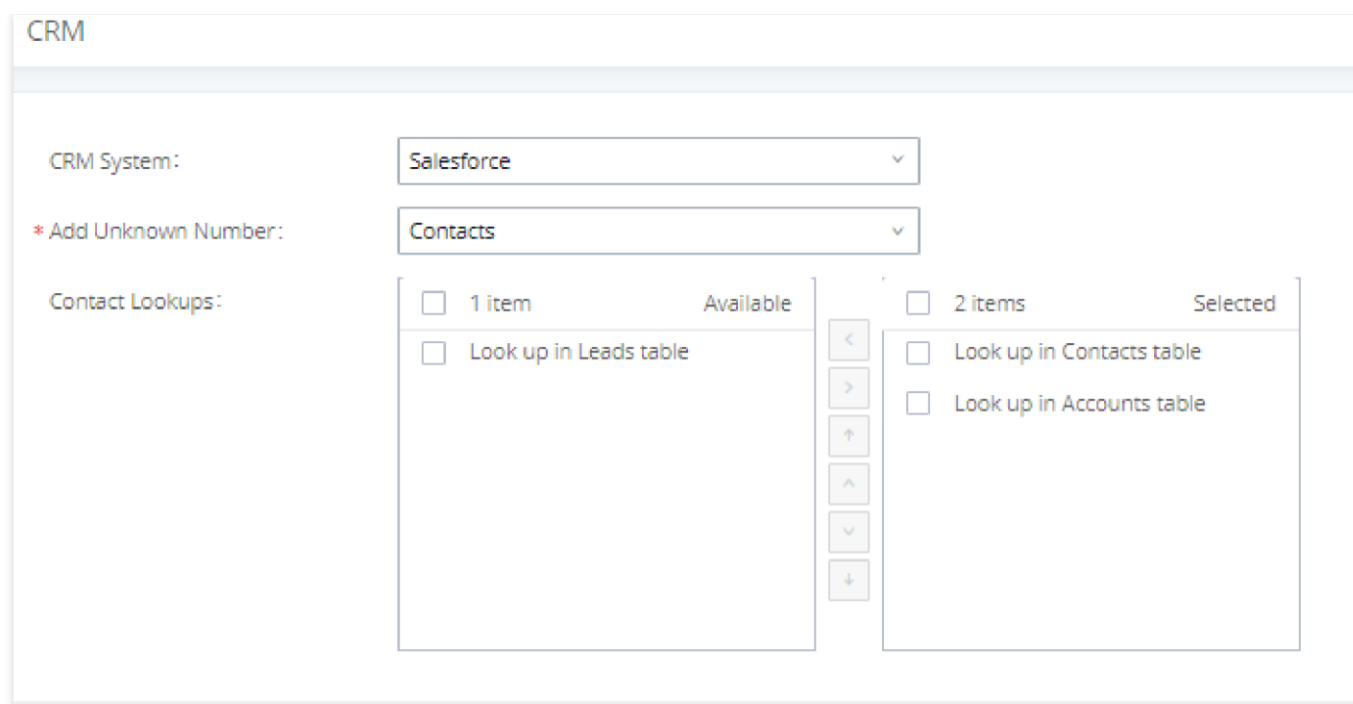 CRM
CRM System:
Salesforce
* Add Unknown Number:
Contacts
Contact Lookups:
1 item Available
2 items Selected
Look up in Leads table
Look up in Contacts table
Look up in Accounts table